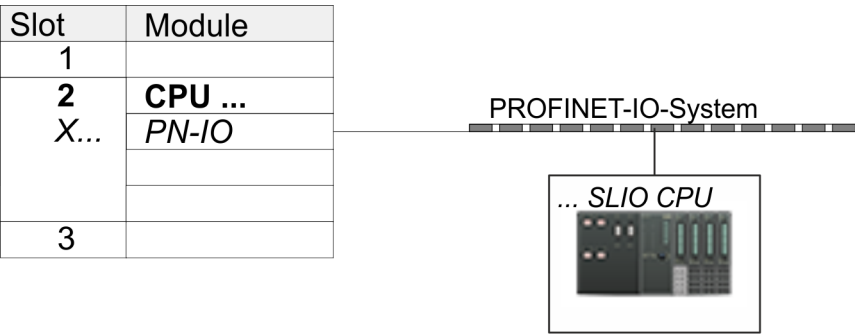 Slot Module
1
2 CPU ...
X... PN-IO
3
PROFINET-IO-System
... SLIO CPU